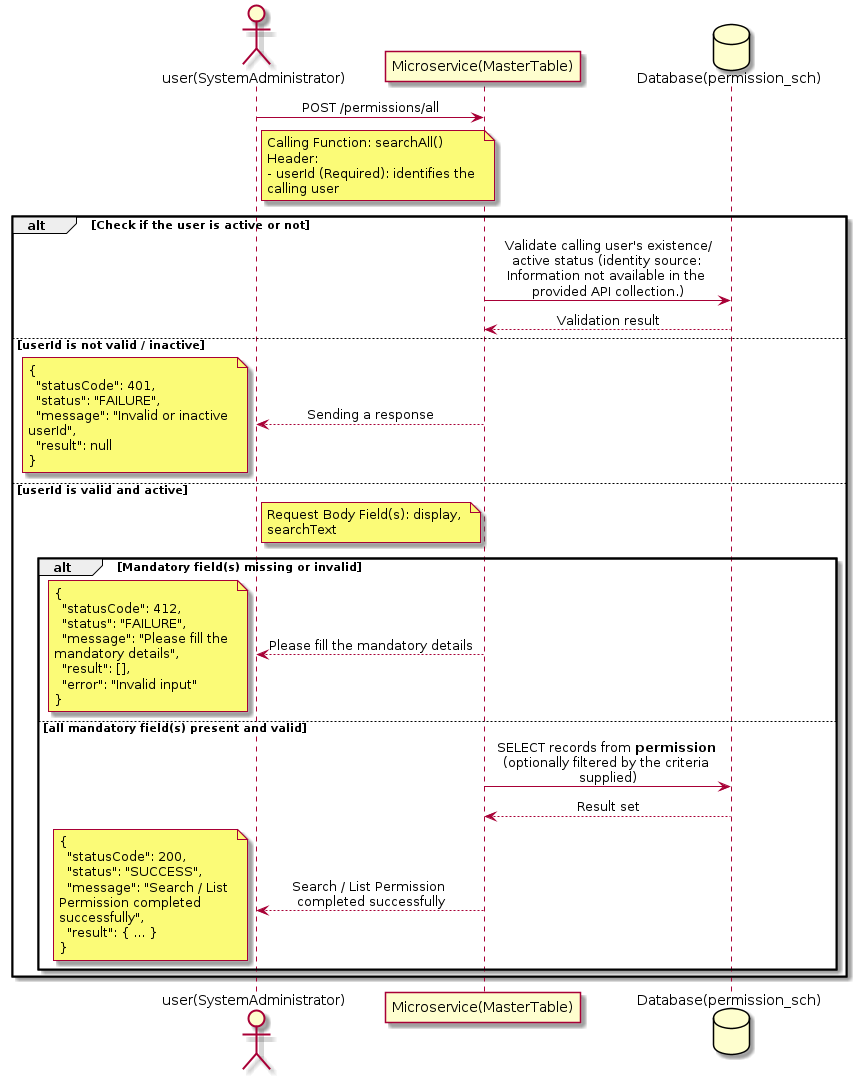 user(SystemAdministrator)
Microservice(MasterTable)
Database(permission_sch)
POST /permissions/all
Calling Function: searchAll()
Header:
- userId (Required): identifies the
calling user
alt
[Check if the user is active or not]
Validate calling user's existence/
active status (identity source:
Information not available in the
provided API collection.)
Validation result
[userId is not valid / inactive]
{
"statusCode": 401,
"status": "FAILURE",
"message": "Invalid or inactive
userId",
"result": null
}
Sending a response
[userId is valid and active]
Request Body Field(s): display,
searchText
alt
[Mandatory field(s) missing or invalid]
{
"statusCode": 412,
"status": "FAILURE",
"message": "Please fill the
mandatory details",
"result": [],
"error": "Invalid input"
}
Please fill the mandatory details
[all mandatory field(s) present and valid]
SELECT records from permission
(optionally filtered by the criteria
supplied)
Result set
{
"statusCode": 200,
"status": "SUCCESS",
"message": "Search / List
Permission completed
successfully",
"result": { ... }
}
Search / List Permission
completed successfully
user(SystemAdministrator)
Microservice(MasterTable)
Database(permission_sch)